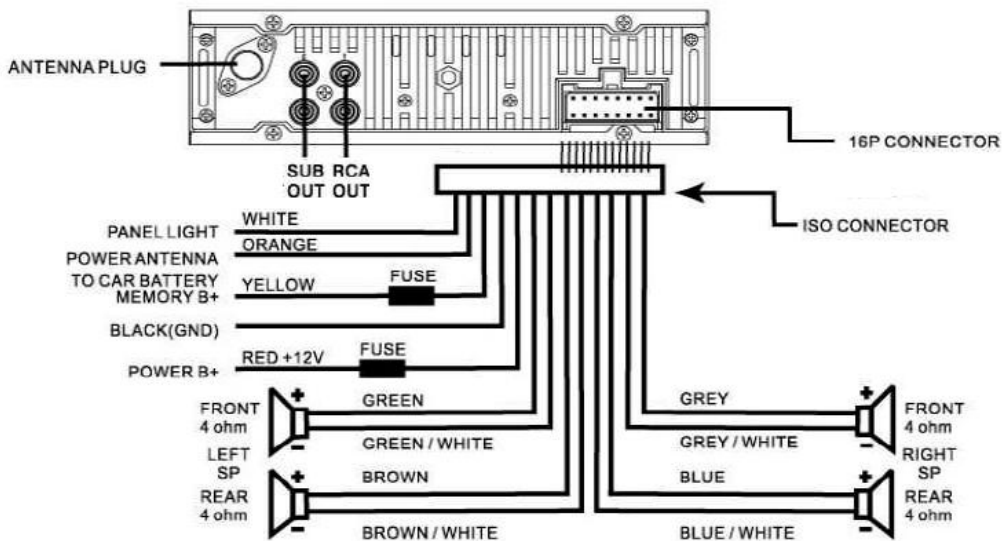 ANTENNA PLUG
SUB RCA
OUT OUT
16P CONNECTOR
ISO CONNECTOR
PANEL LIGHT
WHITE
POWER ANTENNA
ORANGE
TO CAR BATTERY
MEMORY B+
YELLOW
FUSE
BLACK(GND)
POWER B+
RED +12V
FUSE
FRONT
4 ohm
+
-
GREEN
GREEN / WHITE
LEFT
SP
REAR
4 ohm
+
-
BROWN
BROWN / WHITE
GREY
GREY / WHITE
+
-
FRONT
4 ohm
RIGHT
SP
BLUE
BLUE / WHITE
+
-
REAR
4 ohm